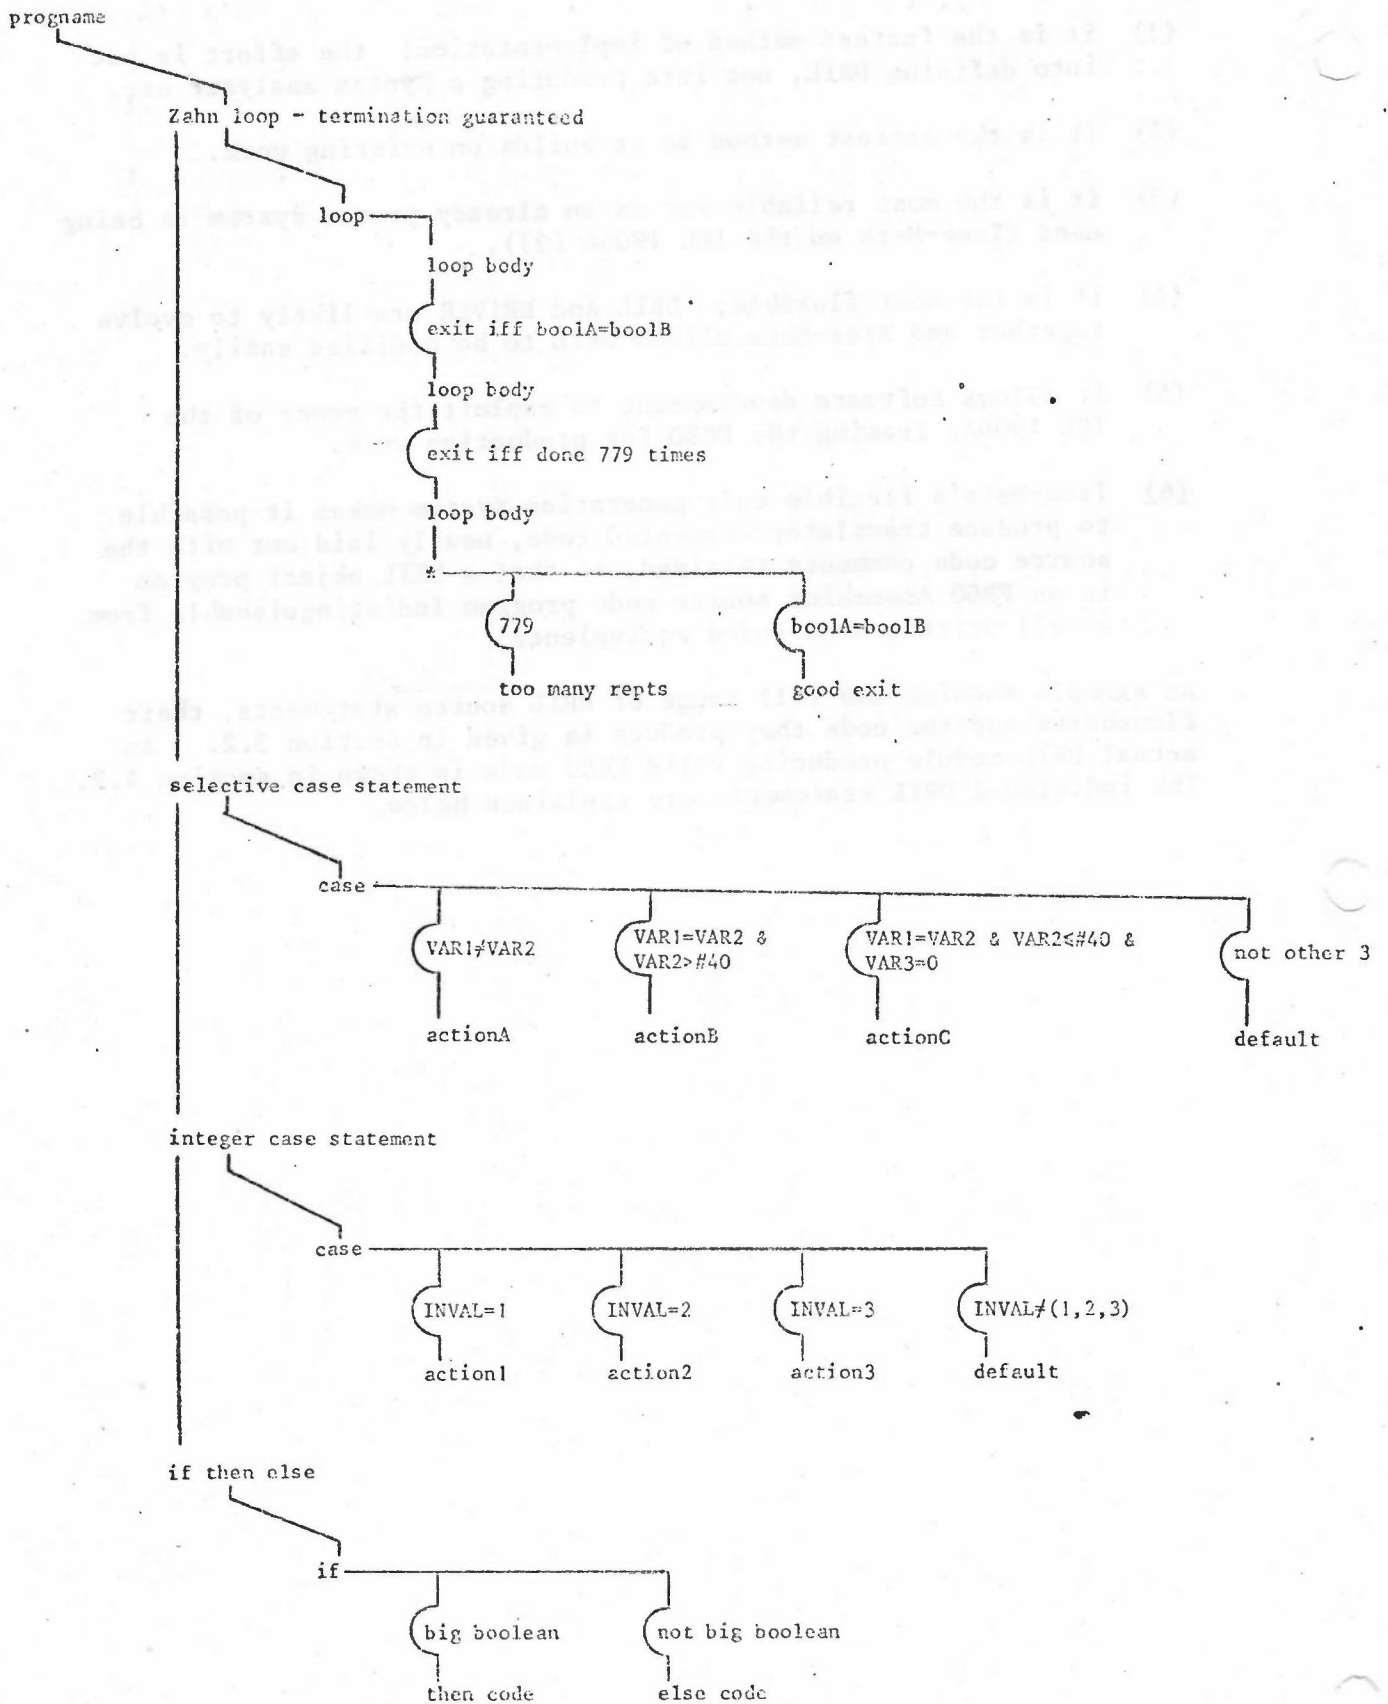 progname
Zahn loop - termination guaranteed
loop
loop body
exit iff boolA=boolB
loop body
exit iff done 779 times
loop body
*
779
boolA=boolB
too many repts
good exit
selective case statement
case
VAR1≠VAR2
VAR1=VAR2 &
VAR2>#40
VAR1=VAR2 & VAR2≤#40 &
VAR3=0
not other 3
actionA
actionB
actionC
default
integer case statement
case
INVAL=1
INVAL=2
INVAL=3
INVAL≠(1,2,3)
action1
action2
action3
default
if then else
if
big boolean
not big boolean
then code
else code